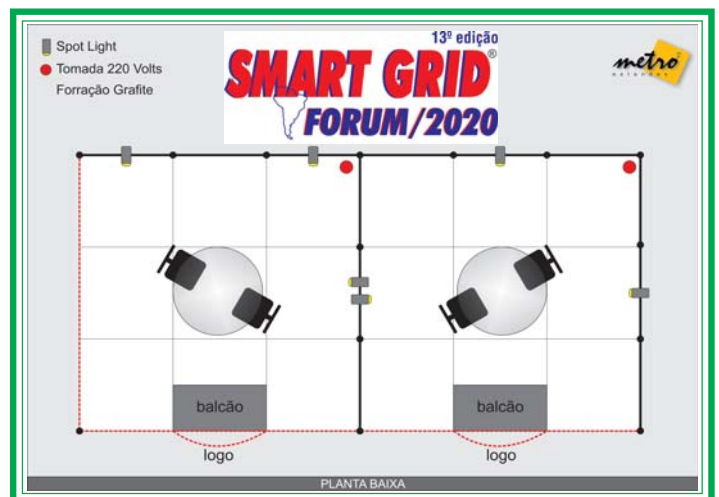 13º edição
Spot Light
Tomada 220 Volts
Forração Grafite
SMART GRID®
FORUM/2020
metro
balcão
balcão
logo
logo
PLANTA BAIXA